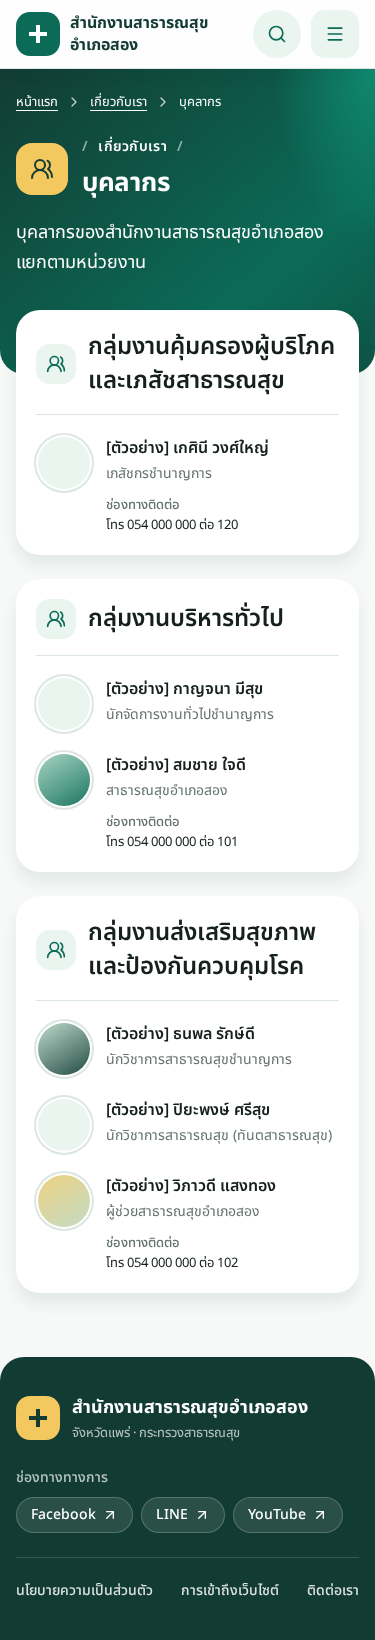 สำนักงานสาธารณสุข
อำเภอสอง
หน้าแรก
เกี่ยวกับเรา
บุคลากร
/ เกี่ยวกับเรา /
บุคลากร
บุคลากรของสำนักงานสาธารณสุขอำเภอสอง
แยกตามหน่วยงาน
กลุ่มงานคุ้มครองผู้บริโภค
และเภสัชสาธารณสุข
[ตัวอย่าง] เกศินี วงศ์ใหญ่
เภสัชกรชำนาญการ
ช่องทางติดต่อ
โทร 054 000 000 ต่อ 120
กลุ่มงานบริหารทั่วไป
[ตัวอย่าง] กาญจนา มีสุข
นักจัดการงานทั่วไปชำนาญการ
[ตัวอย่าง] สมชาย ใจดี
สาธารณสุขอำเภอสอง
ช่องทางติดต่อ
โทร 054 000 000 ต่อ 101
กลุ่มงานส่งเสริมสุขภาพ
และป้องกันควบคุมโรค
[ตัวอย่าง] ธนพล รักษ์ดี
นักวิชาการสาธารณสุขชำนาญการ
[ตัวอย่าง] ปิยะพงษ์ ศรีสุข
นักวิชาการสาธารณสุข (ทันตสาธารณสุข)
[ตัวอย่าง] วิภาวดี แสงทอง
ผู้ช่วยสาธารณสุขอำเภอสอง
ช่องทางติดต่อ
โทร 054 000 000 ต่อ 102
สำนักงานสาธารณสุขอำเภอสอง
จังหวัดแพร่ · กระทรวงสาธารณสุข
ช่องทางทางการ
Facebook
LINE
YouTube
นโยบายความเป็นส่วนตัว
การเข้าถึงเว็บไซต์
ติดต่อเรา